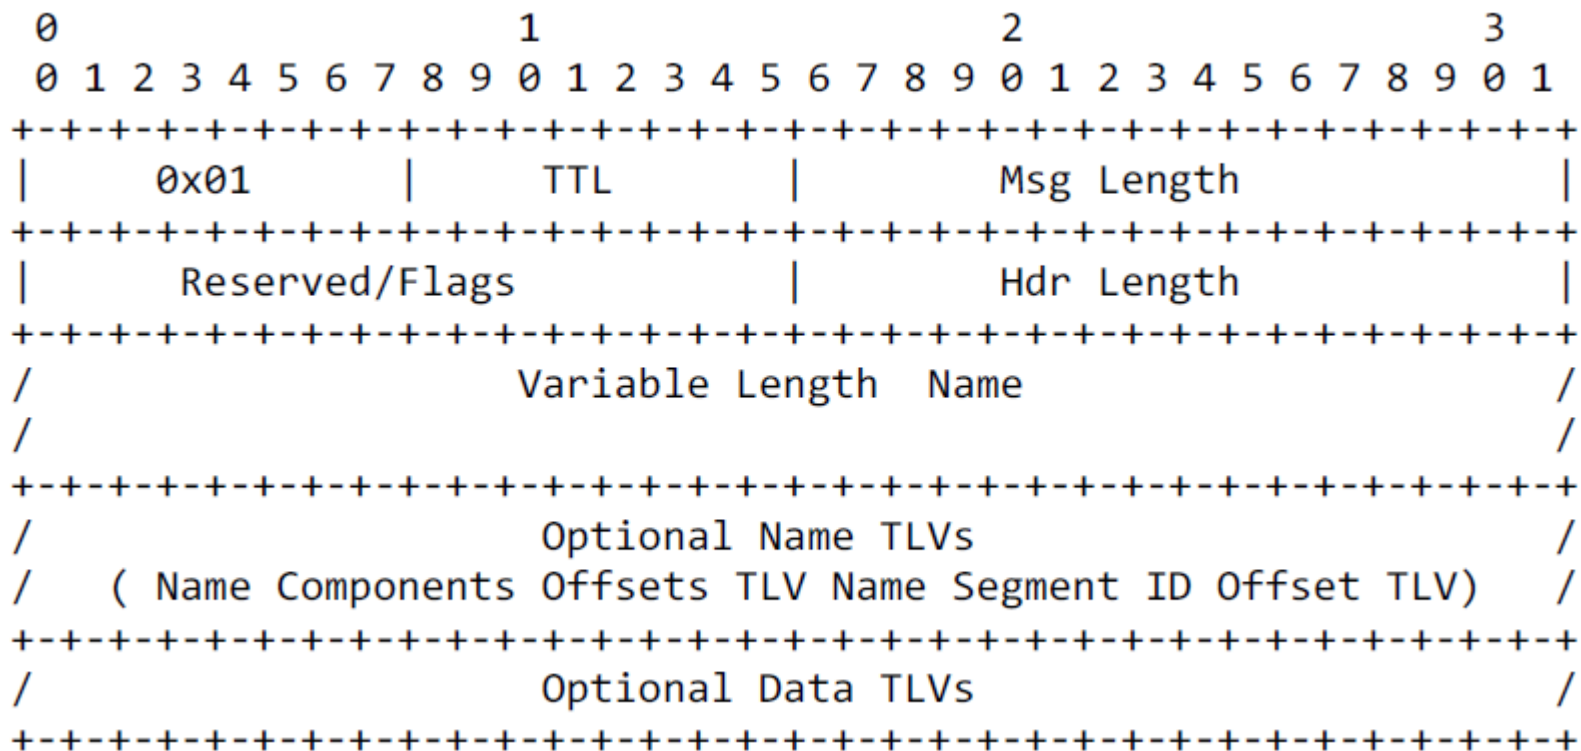 0                   1                   2                   3
0 1 2 3 4 5 6 7 8 9 0 1 2 3 4 5 6 7 8 9 0 1 2 3 4 5 6 7 8 9 0 1
+-+-+-+-+-+-+-+-+-+-+-+-+-+-+-+-+-+-+-+-+-+-+-+-+-+-+-+-+-+-+-+-+
|     0x01      |     TTL       |        Msg Length             |
+-+-+-+-+-+-+-+-+-+-+-+-+-+-+-+-+-+-+-+-+-+-+-+-+-+-+-+-+-+-+-+-+
|      Reserved/Flags           |        Hdr Length             |
+-+-+-+-+-+-+-+-+-+-+-+-+-+-+-+-+-+-+-+-+-+-+-+-+-+-+-+-+-+-+-+-+
/                    Variable Length  Name                      /
/                                                               /
+-+-+-+-+-+-+-+-+-+-+-+-+-+-+-+-+-+-+-+-+-+-+-+-+-+-+-+-+-+-+-+-+
/                     Optional Name TLVs                        /
/   ( Name Components Offsets TLV Name Segment ID Offset TLV)   /
+-+-+-+-+-+-+-+-+-+-+-+-+-+-+-+-+-+-+-+-+-+-+-+-+-+-+-+-+-+-+-+-+
/                     Optional Data TLVs                        /
+-+-+-+-+-+-+-+-+-+-+-+-+-+-+-+-+-+-+-+-+-+-+-+-+-+-+-+-+-+-+-+-+